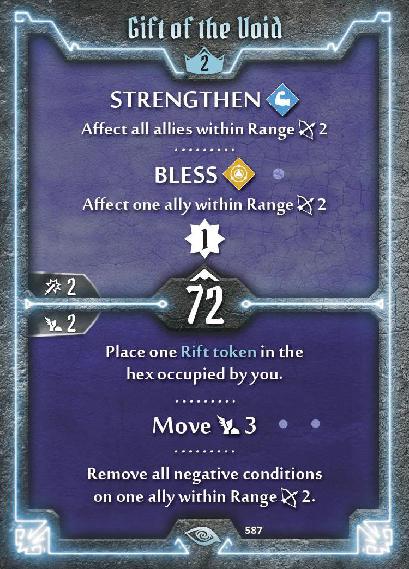 Gift of the Void
2
STRENGTHEN
Affect all allies within Range 2
BLESS
Affect one ally within Range 2
1
2
72
2
Place one Rift token in the
hex occupied by you.
Move 3
Remove all negative conditions
on one ally within Range 2.
587